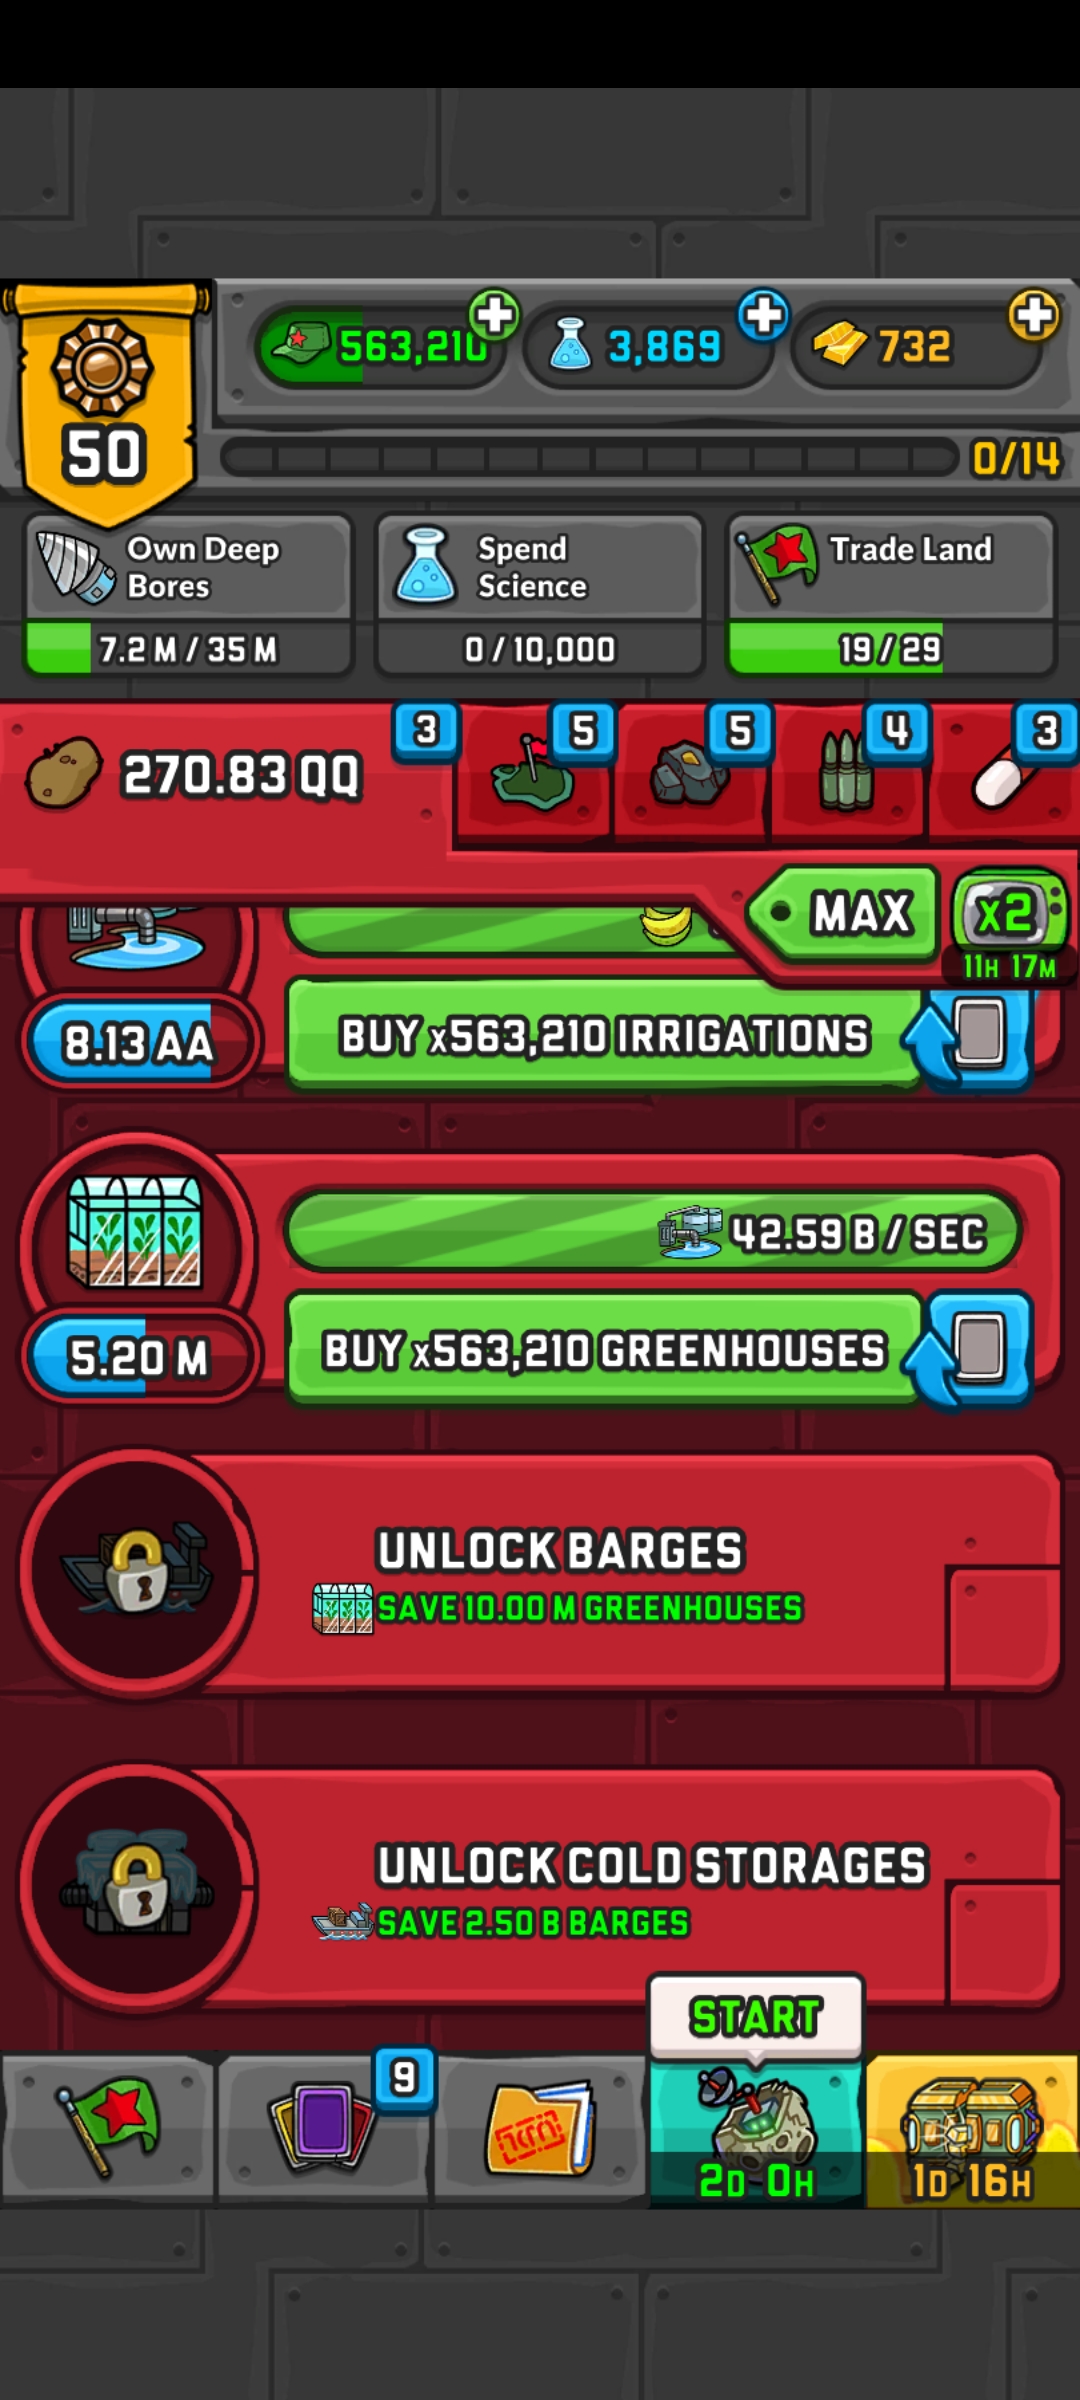 563,210
3,869
732
50
0/14
Own Deep
Bores
7.2 M / 35 M
Spend
Science
0 / 10,000
Trade Land
19 / 29
270.83 QQ
3
5
5
4
3
MAX
x2
11H 17M
8.13 AA
BUY x563,210 IRRIGATIONS
42.59 B / SEC
5.20 M
BUY x563,210 GREENHOUSES
UNLOCK BARGES
SAVE 10.00 M GREENHOUSES
UNLOCK COLD STORAGES
SAVE 2.50 B BARGES
START
9
2D 0H
1D 16H